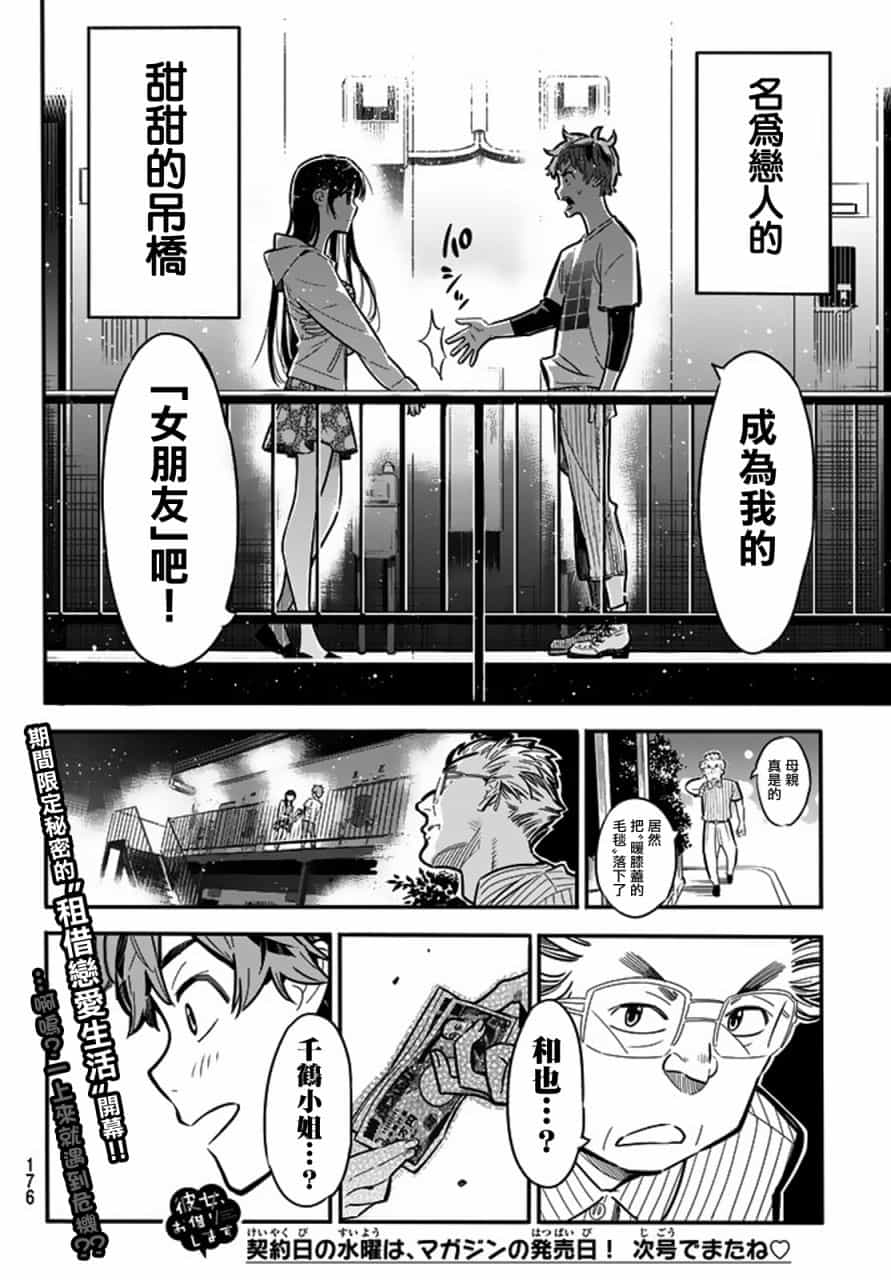 名爲戀人的
甜甜的吊橋
成為我的
「女朋友」吧！
母親
真是的
居然
把〝暖膝蓋的
毛毯〟落下了
和也…？
千鶴小姐…？
期間限定秘密的〝租借戀愛生活〟開幕!!
…啊嗚？一上來就遇到危機??
176
彼女、
お借り
します
けいやくび すいよう はつばいび じごう
契約日の水曜は、マガジンの発売日！ 次号でまたね♡